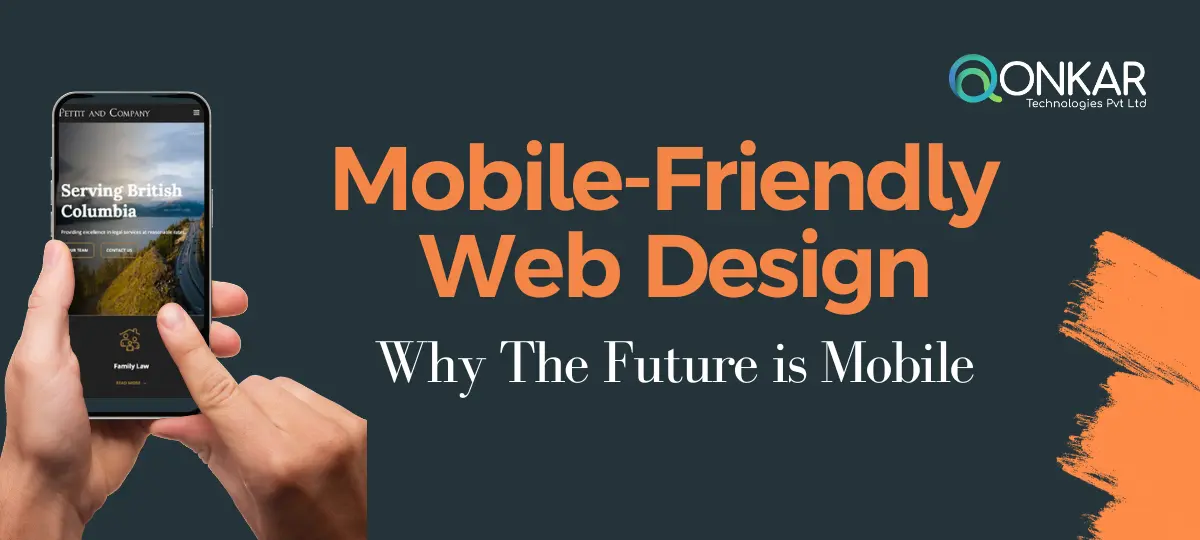 QONKAR
Technologies Pvt Ltd
Mobile-Friendly
Web Design
Why The Future is Mobile
PETTIT AND COMPANY
Serving British
Columbia
Providing excellence in legal services at reasonable rates.
OUR TEAM CONTACT US
Family Law
READ MORE